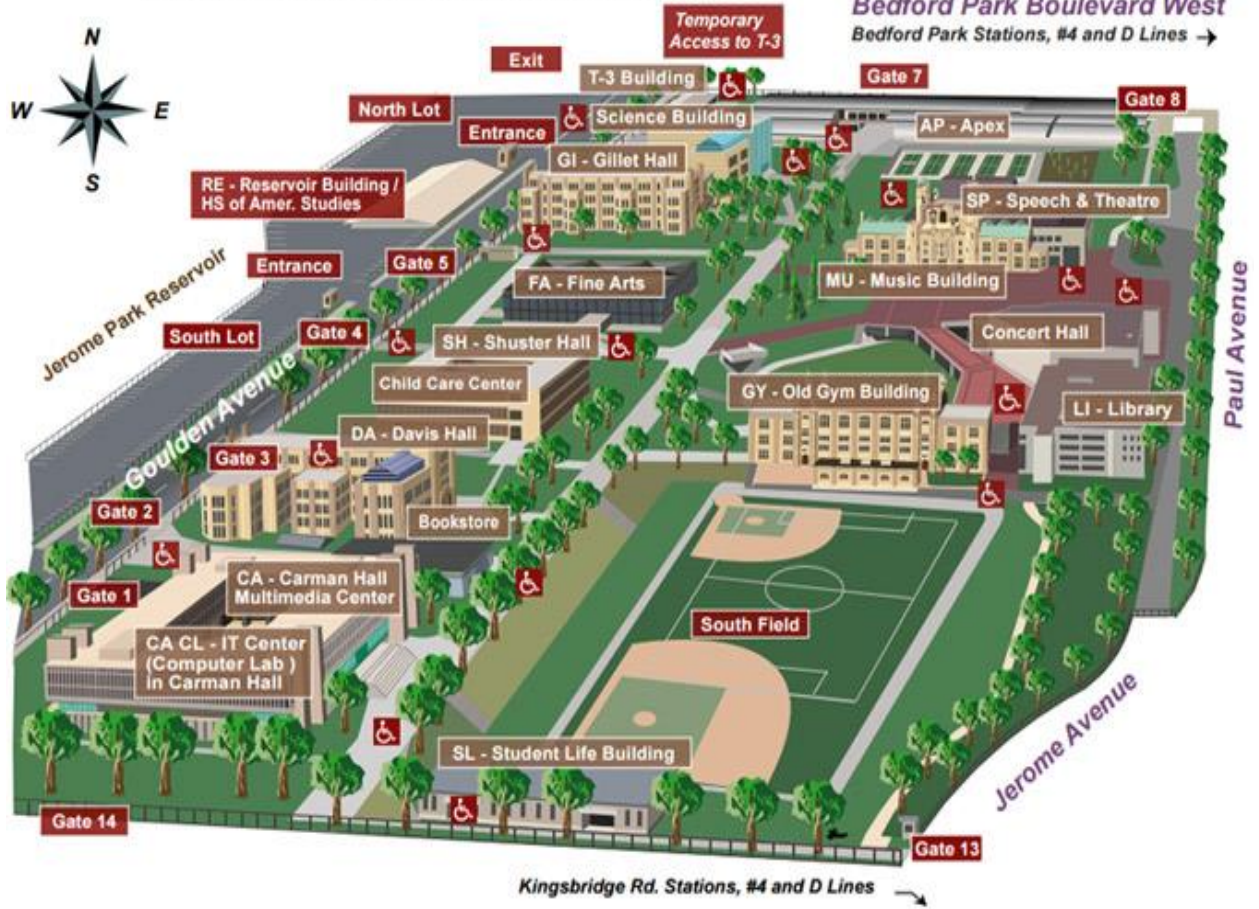 Bedford Park Boulevard West
Bedford Park Stations, #4 and D Lines
Temporary
Access to T-3
N
W
E
S
Exit
T-3 Building
Gate 7
Gate 8
North Lot
Entrance
Science Building
AP - Apex
GI - Gillet Hall
RE - Reservoir Building /
HS of Amer. Studies
SP - Speech & Theatre
Jerome Park Reservoir
Entrance
Gate 5
FA - Fine Arts
MU - Music Building
South Lot
Gate 4
SH - Shuster Hall
Concert Hall
Paul Avenue
Child Care Center
GY - Old Gym Building
LI - Library
Goulden Avenue
DA - Davis Hall
Gate 3
Gate 2
Bookstore
Gate 1
CA - Carman Hall
Multimedia Center
South Field
CA CL - IT Center
(Computer Lab )
in Carman Hall
Jerome Avenue
SL - Student Life Building
Gate 14
Gate 13
Kingsbridge Rd. Stations, #4 and D Lines